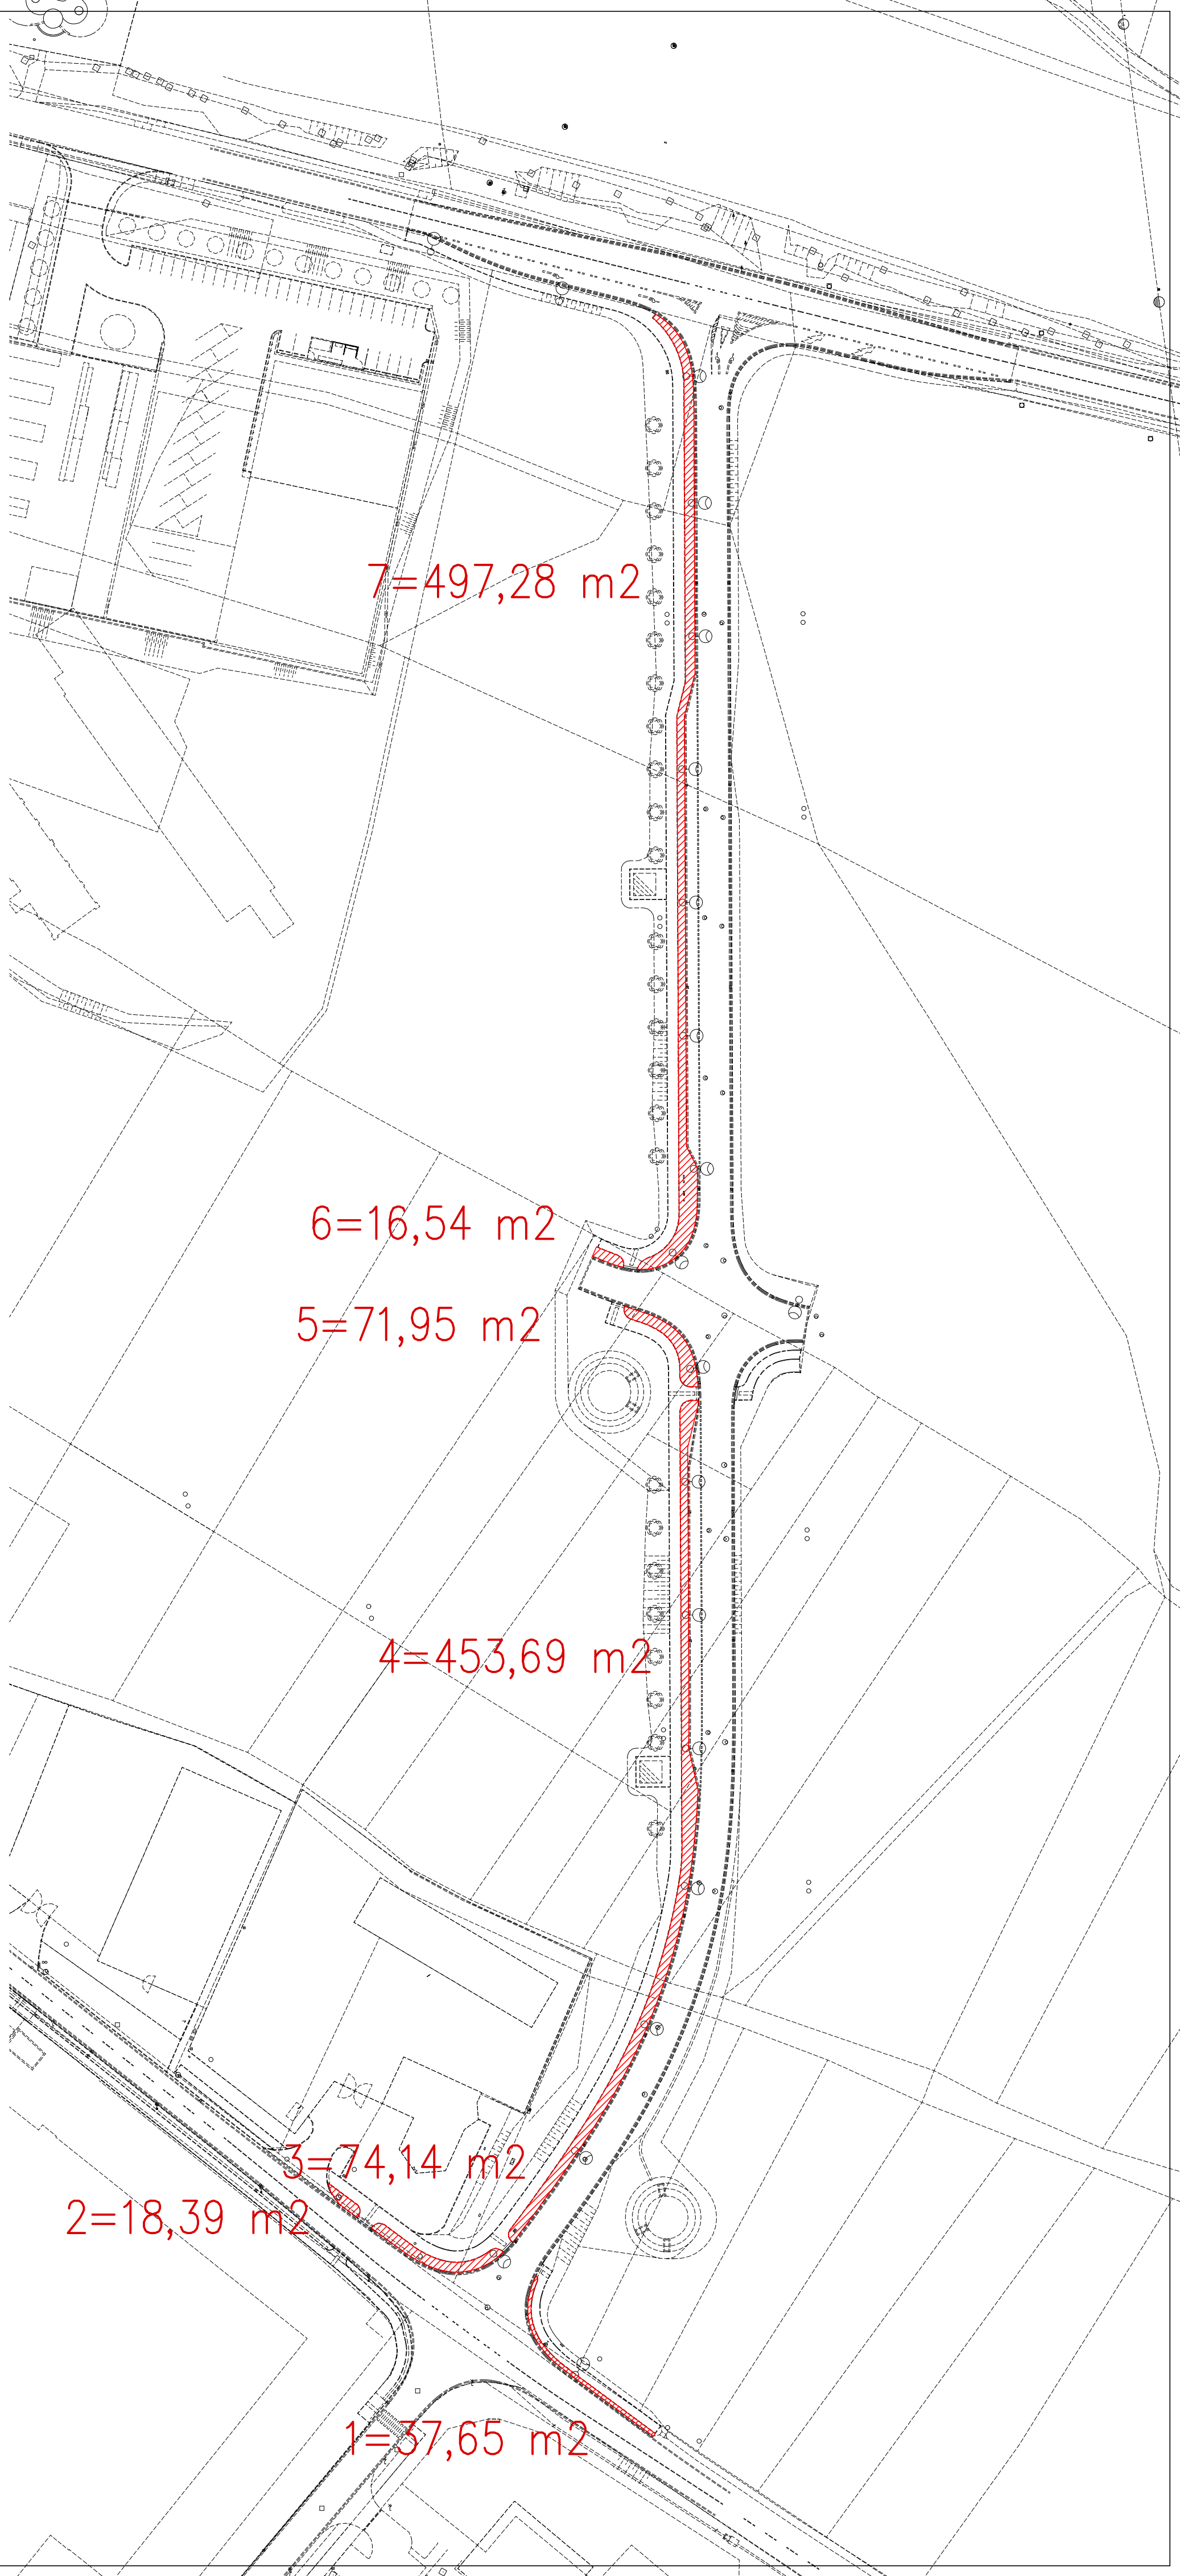 7=497,28 m2
6=16,54 m2
5=71,95 m2
4=453,69 m2
3=74,14 m2
2=18,39 m2
1=37,65 m2